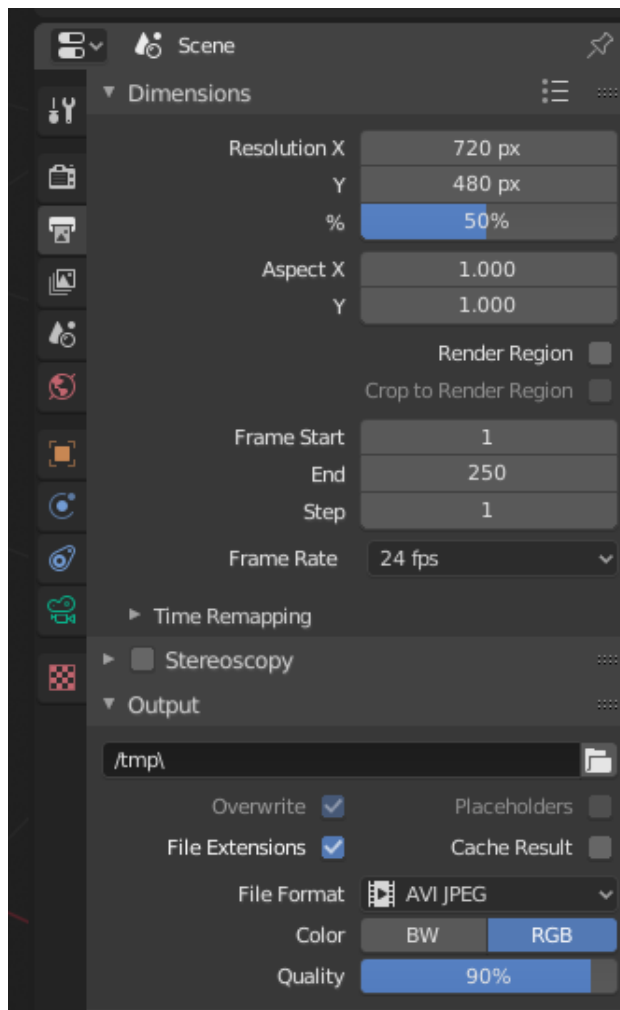 Scene
Dimensions
Resolution X 720 px
Y 480 px
% 50%
Aspect X 1.000
Y 1.000
Render Region
Crop to Render Region
Frame Start 1
End 250
Step 1
Frame Rate 24 fps
Time Remapping
Stereoscopy
Output
/tmp\
Overwrite Placeholders
File Extensions Cache Result
File Format AVI JPEG
Color BW RGB
Quality 90%